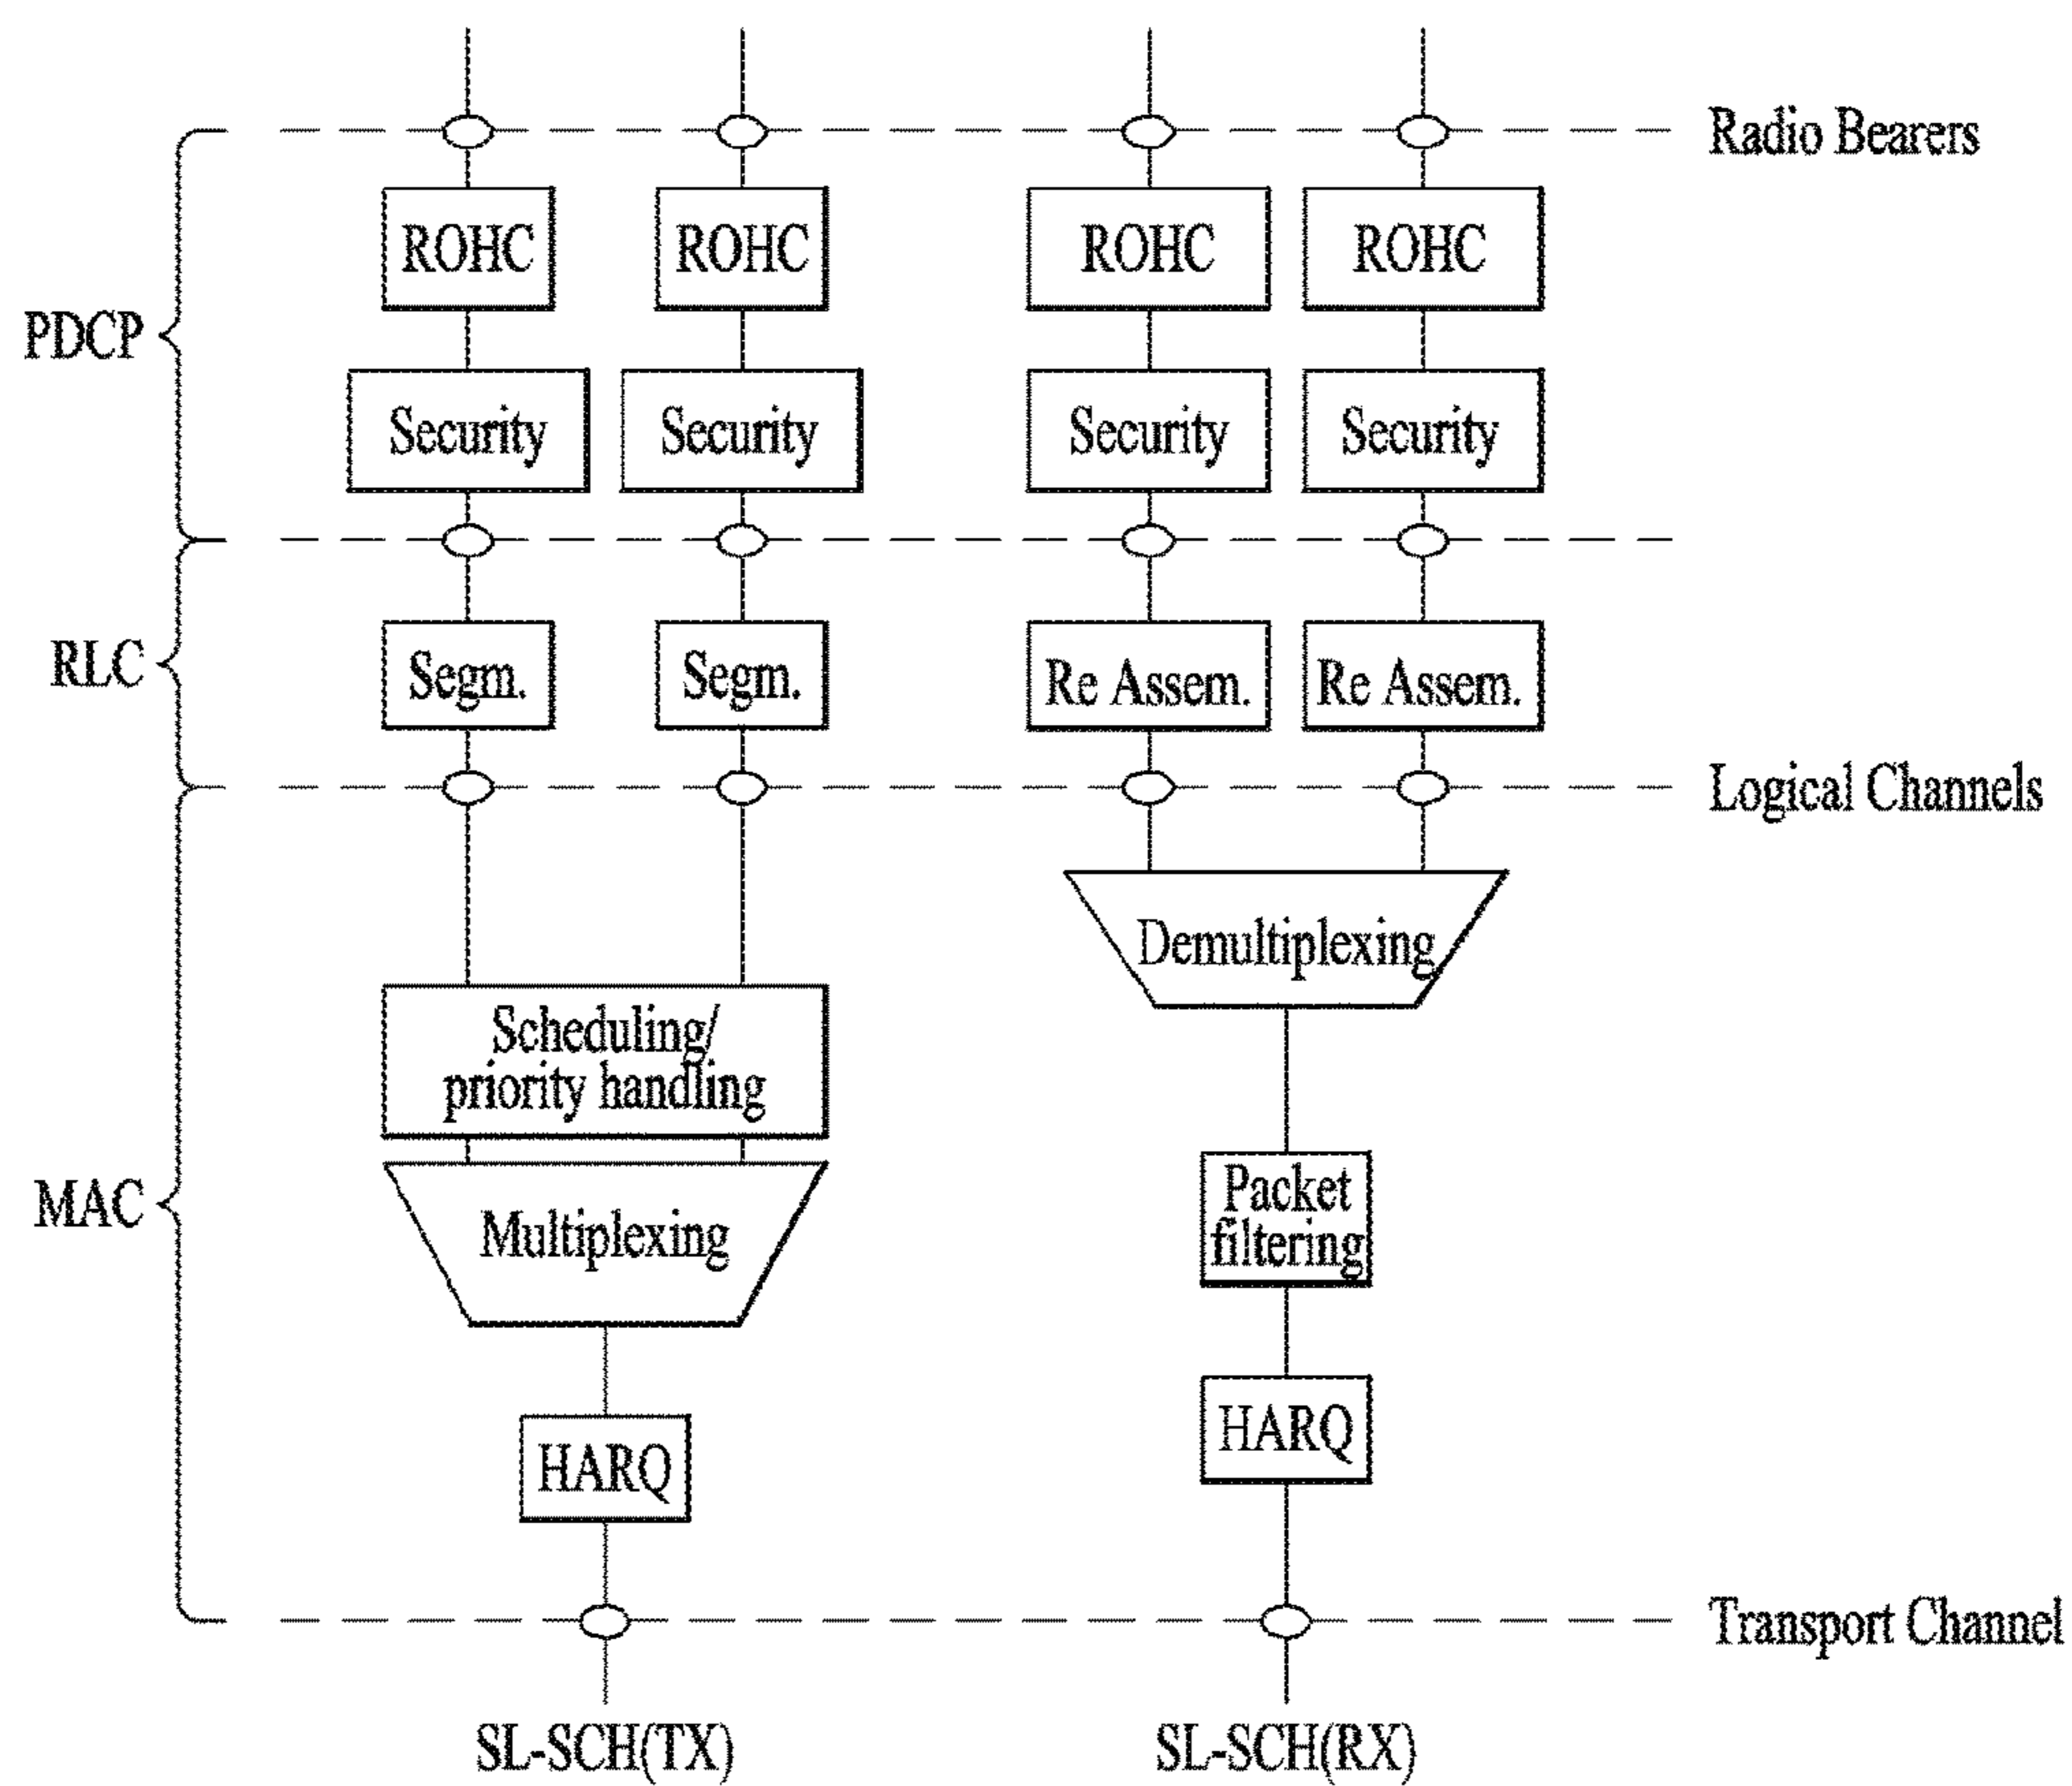 Radio Bearers
ROHC
ROHC
ROHC
ROHC
PDCP
Security
Security
Security
Security
RLC
Segm.
Segm.
Re Assem.
Re Assem.
Logical Channels
Demultiplexing
Scheduling/
priority handling
MAC
Multiplexing
Packet
filtering
HARQ
HARQ
Transport Channel
SL-SCH(TX)
SL-SCH(RX)